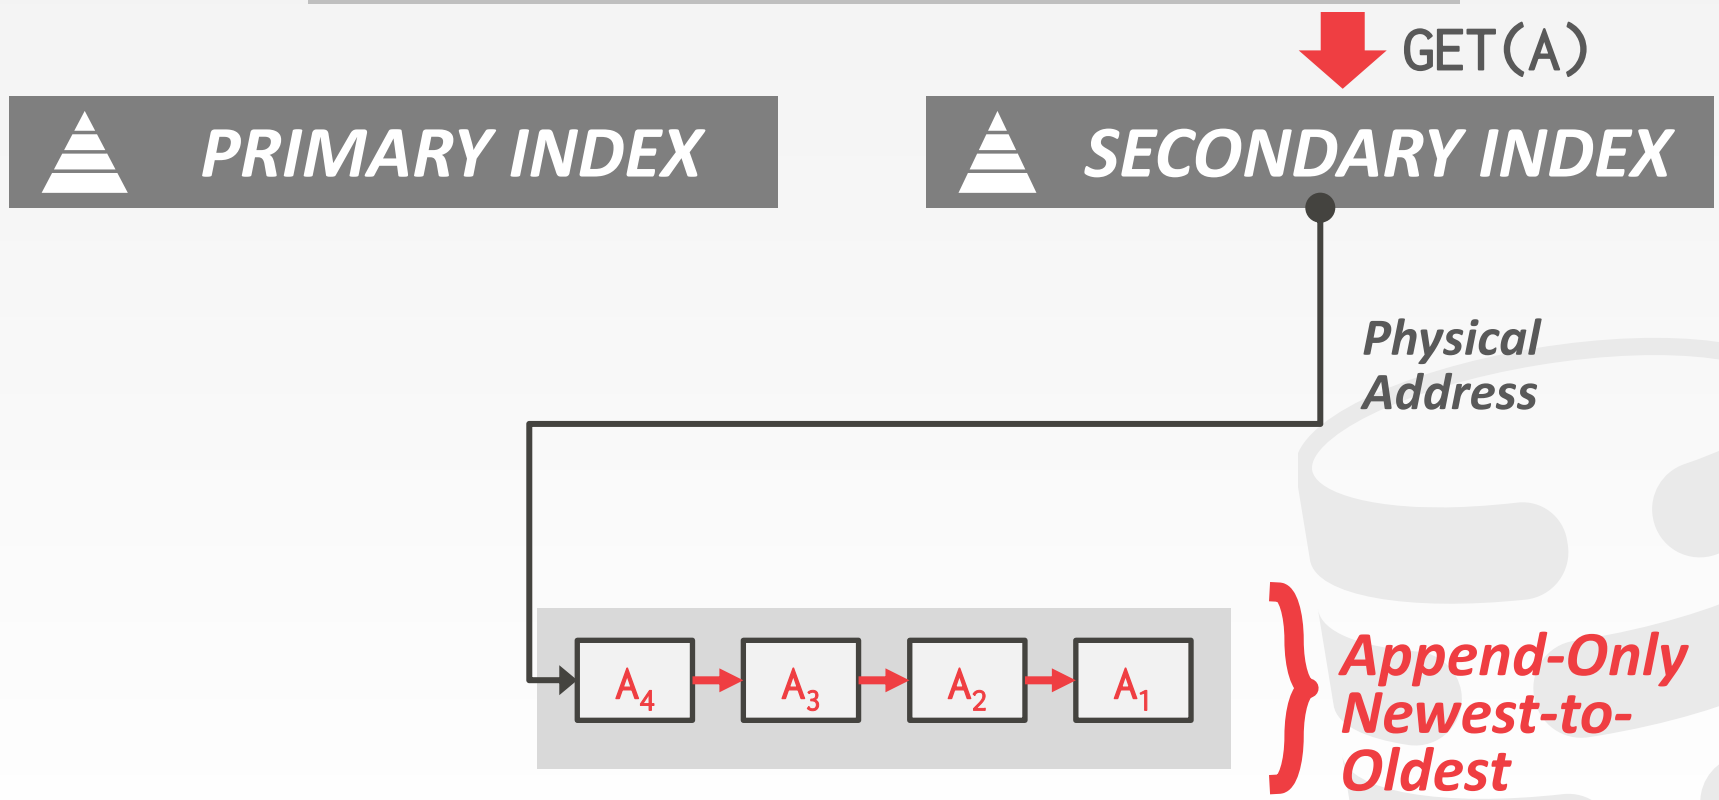 GET(A)
PRIMARY INDEX
SECONDARY INDEX
Physical
Address
A₄
A₃
A₂
A₁
Append-Only
Newest-to-
Oldest